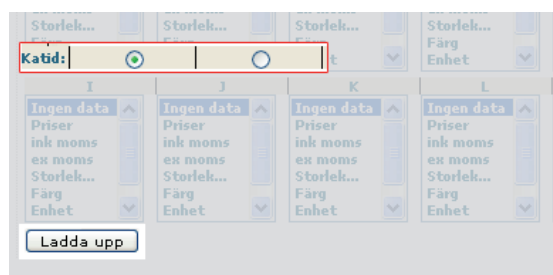 Storlek... Storlek... Storlek... Storlek...
Färg
Katid: Enhet
I J K L
Ingen data Ingen data Ingen data Ingen data
Priser Priser Priser Priser
ink moms ink moms ink moms ink moms
ex moms ex moms ex moms ex moms
Storlek... Storlek... Storlek... Storlek...
Färg Färg Färg Färg
Enhet Enhet Enhet Enhet
Ladda upp